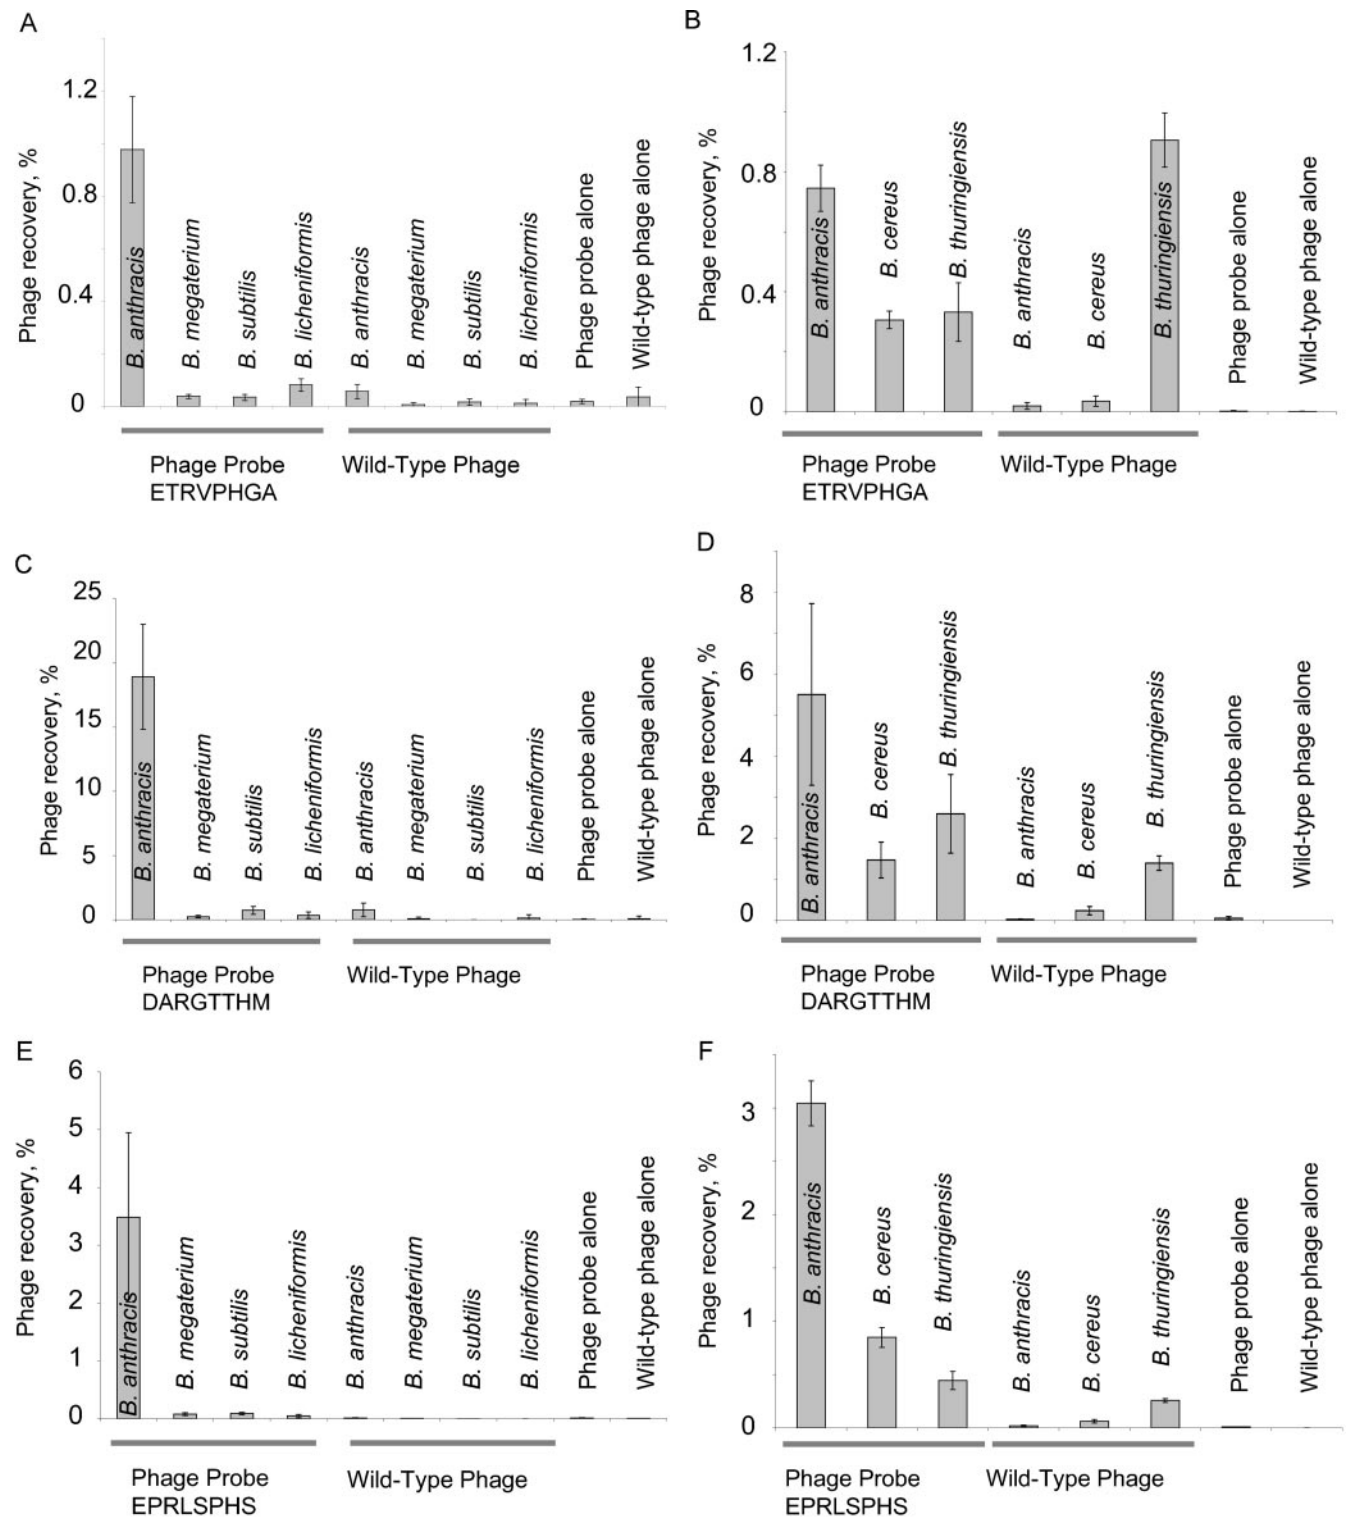 A
Phage recovery, %
1.2
0.8
0.4
0
B. anthracis
B. megaterium
B. subtilis
B. licheniformis
B. anthracis
B. megaterium
B. subtilis
B. licheniformis
Phage probe alone
Wild-type phage alone
Phage Probe
ETRVPHGA
Wild-Type Phage
B
Phage recovery, %
1.2
0.8
0.4
0
B. anthracis
B. cereus
B. thuringiensis
B. anthracis
B. cereus
B. thuringiensis
Phage probe alone
Wild-type phage alone
Phage Probe
ETRVPHGA
Wild-Type Phage
C
Phage recovery, %
25
20
15
10
5
0
B. anthracis
B. megaterium
B. subtilis
B. licheniformis
B. anthracis
B. megaterium
B. subtilis
B. licheniformis
Phage probe alone
Wild-type phage alone
Phage Probe
DARGTTHM
Wild-Type Phage
D
Phage recovery, %
8
6
4
2
0
B. anthracis
B. cereus
B. thuringiensis
B. anthracis
B. cereus
B. thuringiensis
Phage probe alone
Wild-type phage alone
Phage Probe
DARGTTHM
Wild-Type Phage
E
Phage recovery, %
6
5
4
3
2
1
0
B. anthracis
B. megaterium
B. subtilis
B. licheniformis
B. anthracis
B. megaterium
B. subtilis
B. licheniformis
Phage probe alone
Wild-type phage alone
Phage Probe
EPRLSPHS
Wild-Type Phage
F
Phage recovery, %
3
2
1
0
B. anthracis
B. cereus
B. thuringiensis
B. anthracis
B. cereus
B. thuringiensis
Phage probe alone
Wild-type phage alone
Phage Probe
EPRLSPHS
Wild-Type Phage